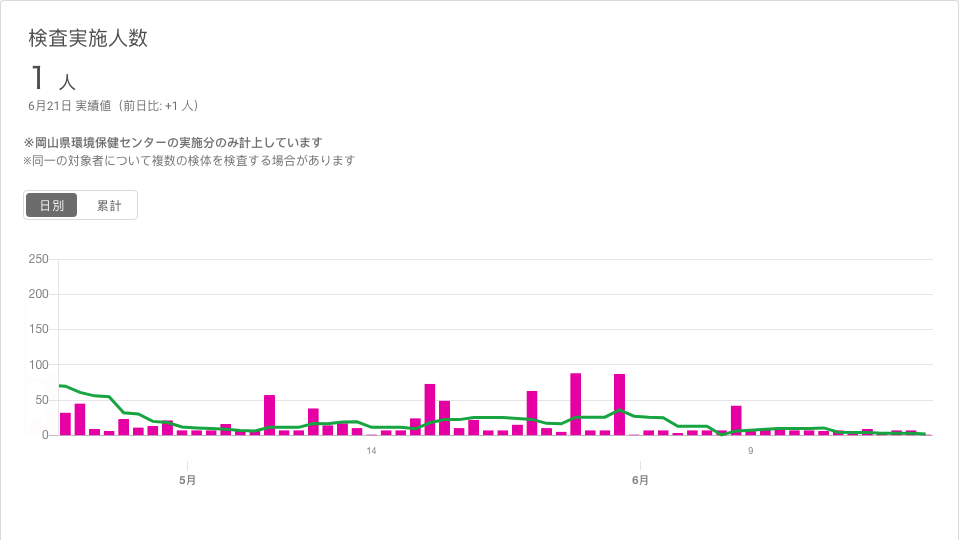 検査実施人数
1 人
6月21日 実績値（前日比: +1 人）
※岡山県環境保健センターの実施分のみ計上しています
※同一の対象者について複数の検体を検査する場合があります
日別 累計
250
200
150
100
50
0
14 9
5月 6月